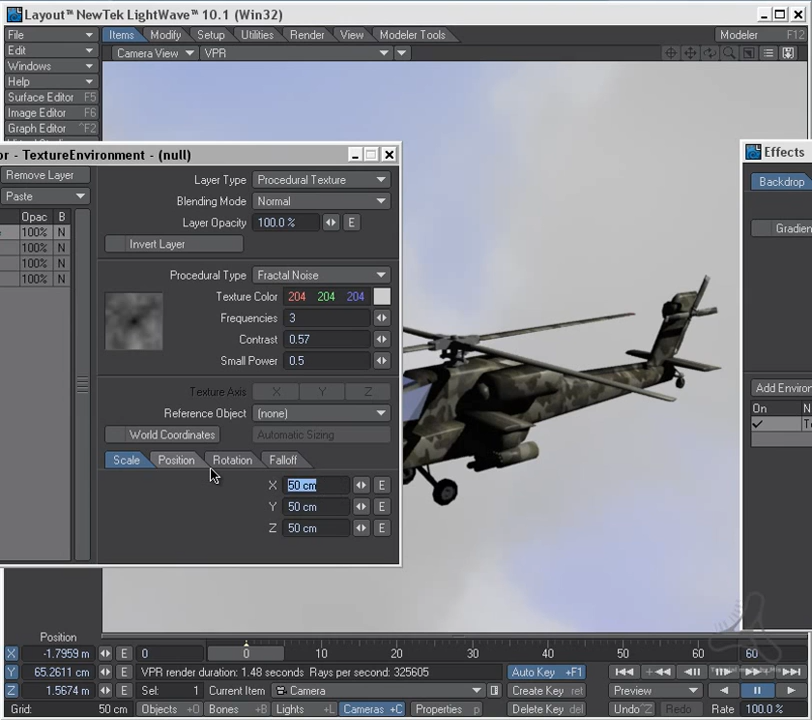 Layout™ NewTek LightWave™ 10.1 (Win32)
File Items Modify Setup Utilities Render View Modeler Tools Modeler F12
Edit Camera View VPR
Windows
Help
Surface Editor F5
Image Editor F6
Graph Editor ^F2
or - TextureEnvironment - (null)
Effects
Remove Layer
Layer Type Procedural Texture
Backdrop
Paste
Blending Mode Normal
Opac B
Layer Opacity 100.0 % E
Gradien
100% N
100% N
Invert Layer
100% N
100% N
Procedural Type Fractal Noise
Texture Color 204 204 204
Frequencies 3
Contrast 0.57
Small Power 0.5
Texture Axis X Y Z
Add Enviro
Reference Object (none)
On N
World Coordinates Automatic Sizing
Scale Position Rotation Falloff
X 50 cm E
Y 50 cm E
Z 50 cm E
Position
X -1.7959 m E 0 0 10 20 30 40 50 60
Y 65.2611 cm E VPR render duration: 1.48 seconds Rays per second: 325605 Auto Key +F1
Z 1.5674 m E Sel: 1 Current Item Camera Create Key ret Preview
Grid: 50 cm Objects +O Bones +B Lights +L Cameras +C Properties p Delete Key del Undo ^Z Redo Rate 100.0 %